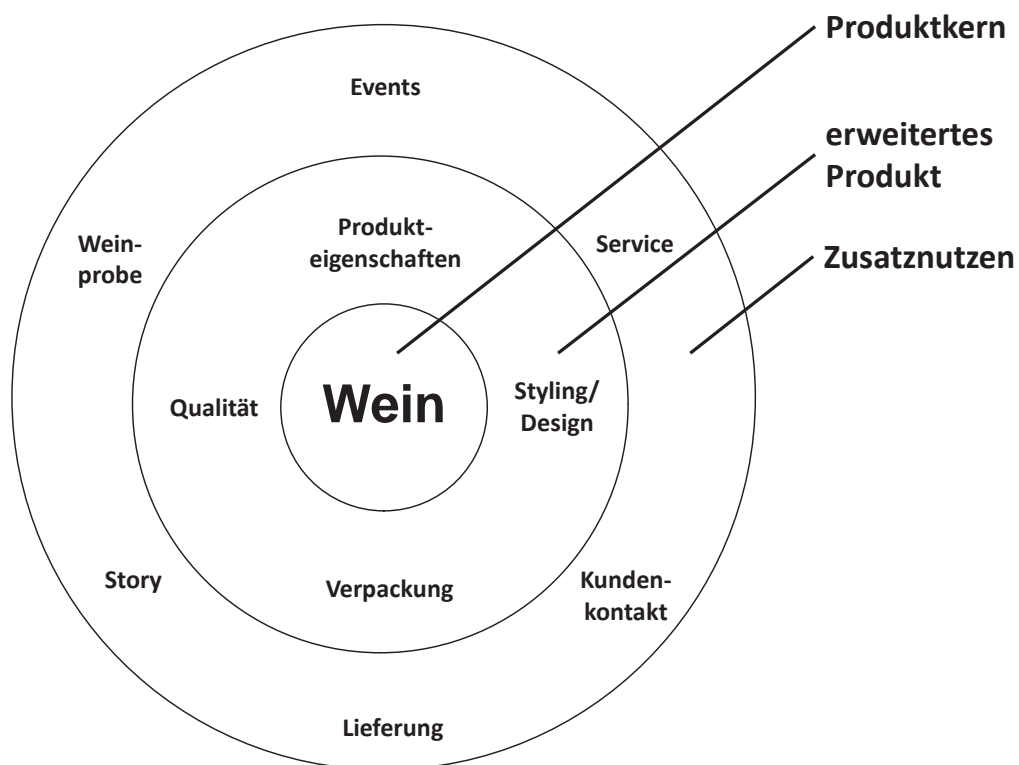 Produktkern
Events
erweitertes
Produkt
Produkt-
eigenschaften
Wein-
probe
Service
Zusatznutzen
Qualität
Wein
Styling/
Design
Story
Verpackung
Kunden-
kontakt
Lieferung